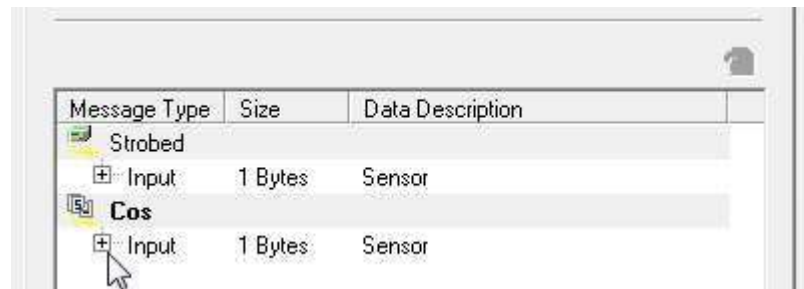 Message Type Size Data Description
Strobed
Input 1 Bytes Sensor
Cos
Input 1 Bytes Sensor